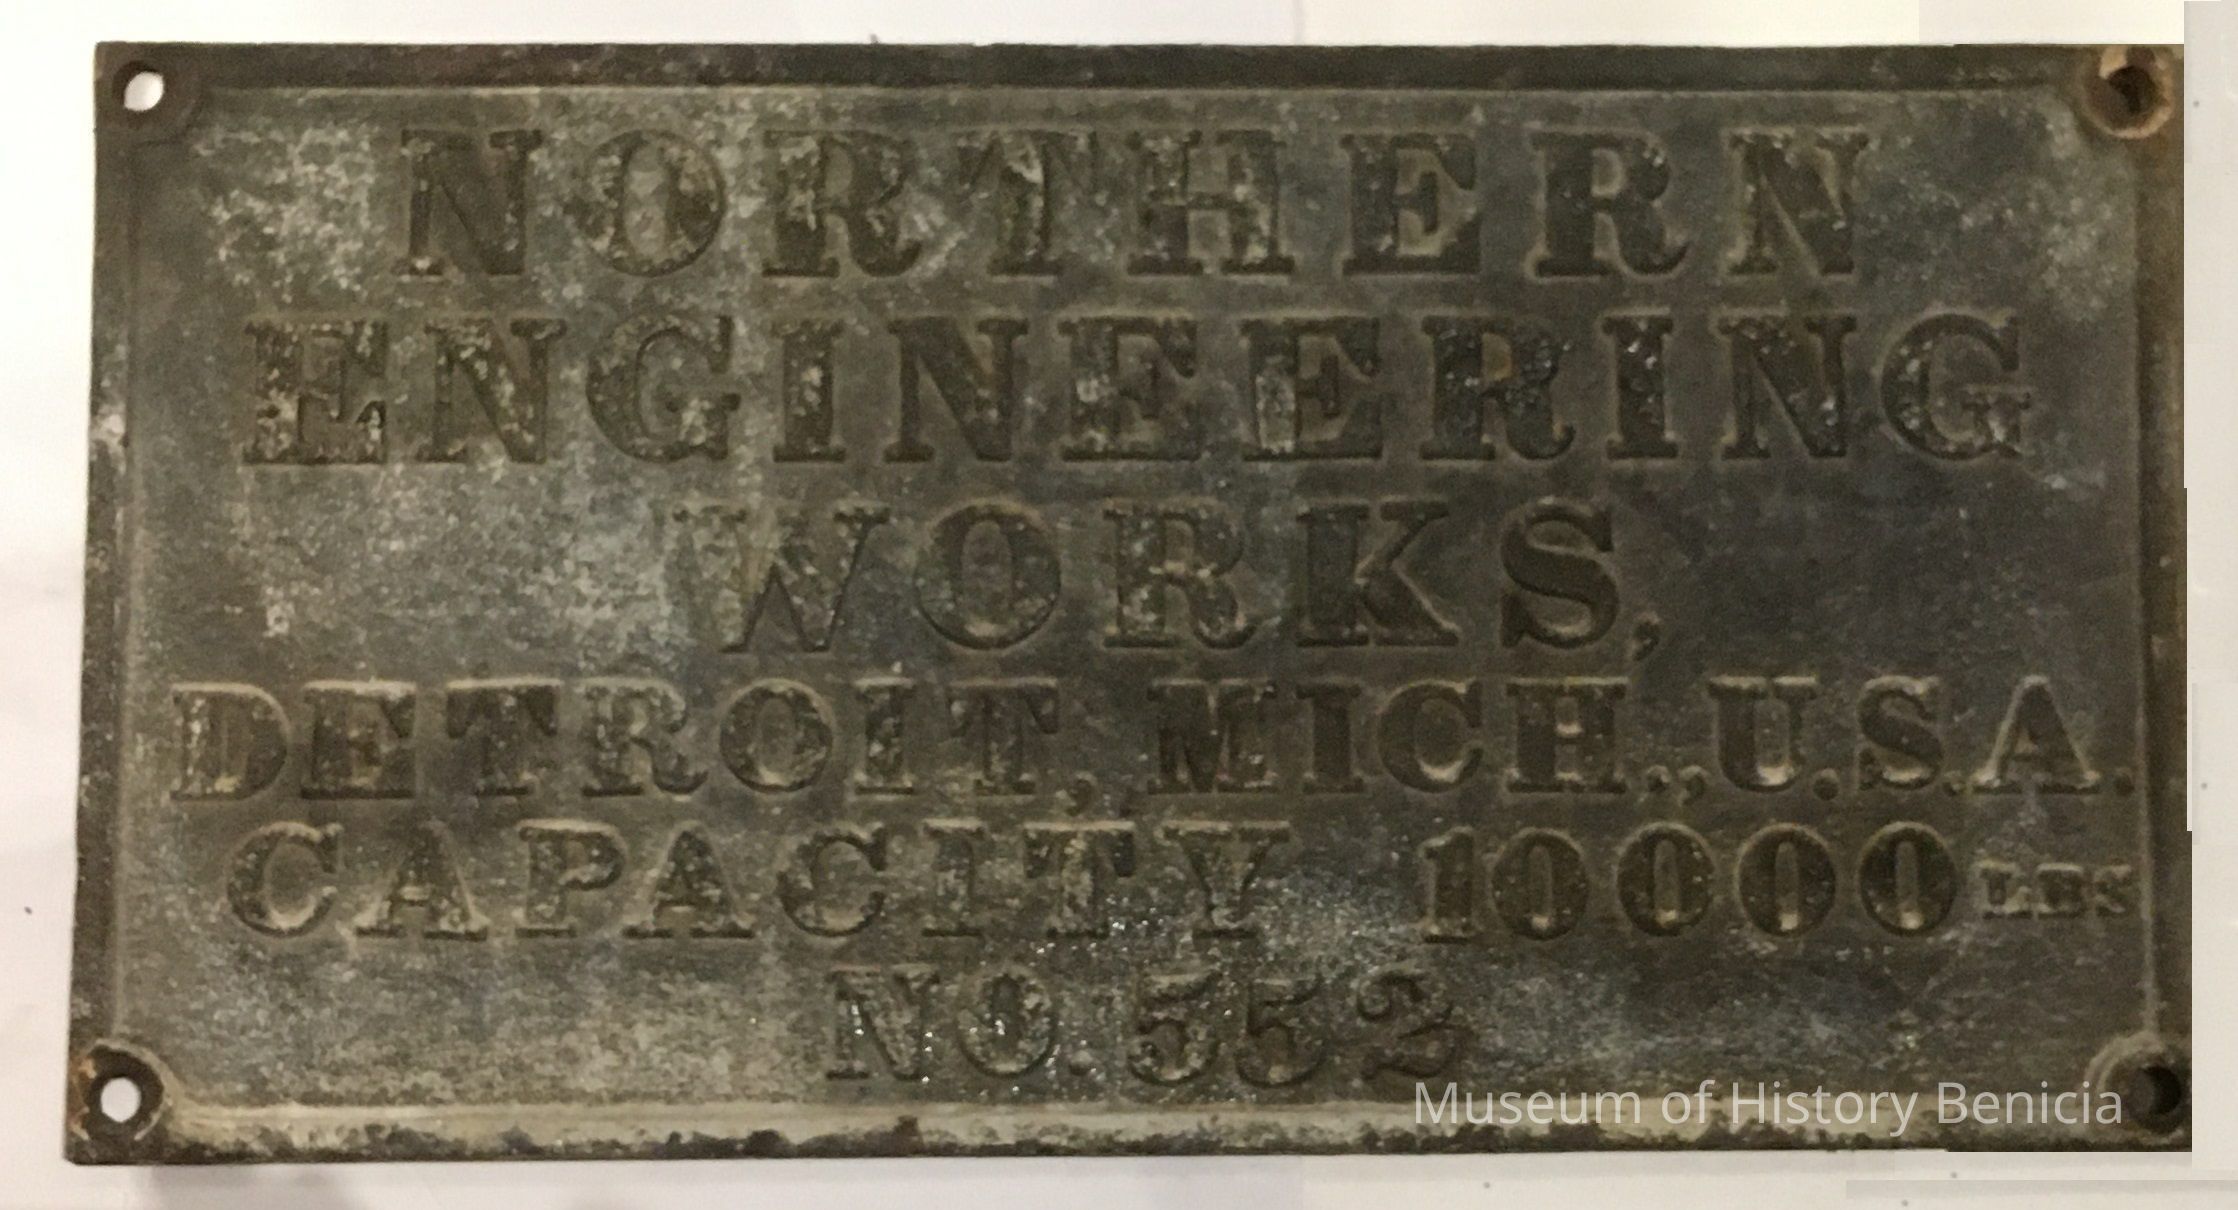 NORTHERN
ENGINEERING
WORKS,
DETROIT, MICH., U.S.A.
CAPACITY 10000 LBS
NO. 552
Museum of History Benicia